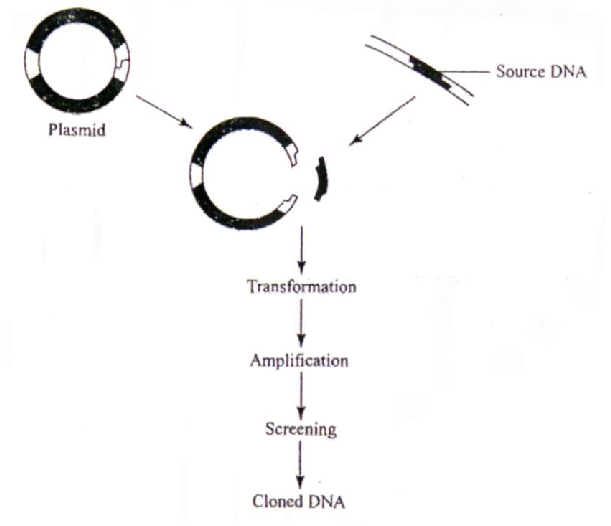 Source DNA
Plasmid
Transformation
Amplification
Screening
Cloned DNA